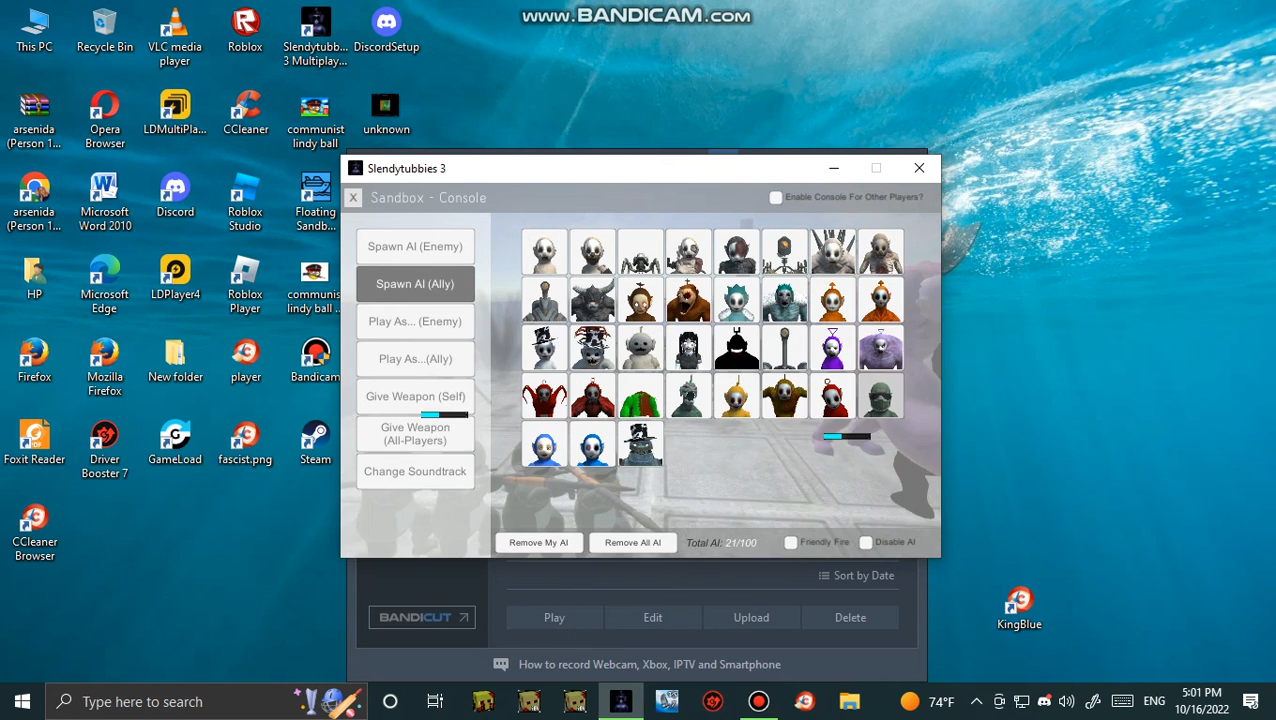 www.BANDICAM.com
This PC
Recycle Bin
VLC media
player
Roblox
Slendytubb...
3 Multiplay...
DiscordSetup
arsenida
(Person 1...
Opera
Browser
LDMultiPla...
CCleaner
communist
lindy ball
unknown
arsenida
(Person 1...
Microsoft
Word 2010
Discord
Roblox
Studio
Floating
Sandb...
HP
Microsoft
Edge
LDPlayer4
Roblox
Player
communis
lindy ball ..
Firefox
Mozilla
Firefox
New folder
player
Bandicam
Foxit Reader
Driver
Booster 7
GameLoad
fascist.png
Steam
CCleaner
Browser
KingBlue
Slendytubbies 3
X Sandbox - Console
Enable Console For Other Players?
Spawn AI (Enemy)
Spawn AI (Ally)
Play As... (Enemy)
Play As...(Ally)
Give Weapon (Self)
Give Weapon
(All-Players)
Change Soundtrack
Remove My AI
Remove All AI
Total AI: 21/100
Friendly Fire
Disable AI
Sort by Date
BANDICUT
Play
Edit
Upload
Delete
How to record Webcam, Xbox, IPTV and Smartphone
Type here to search
74°F
ENG
5:01 PM
10/16/2022